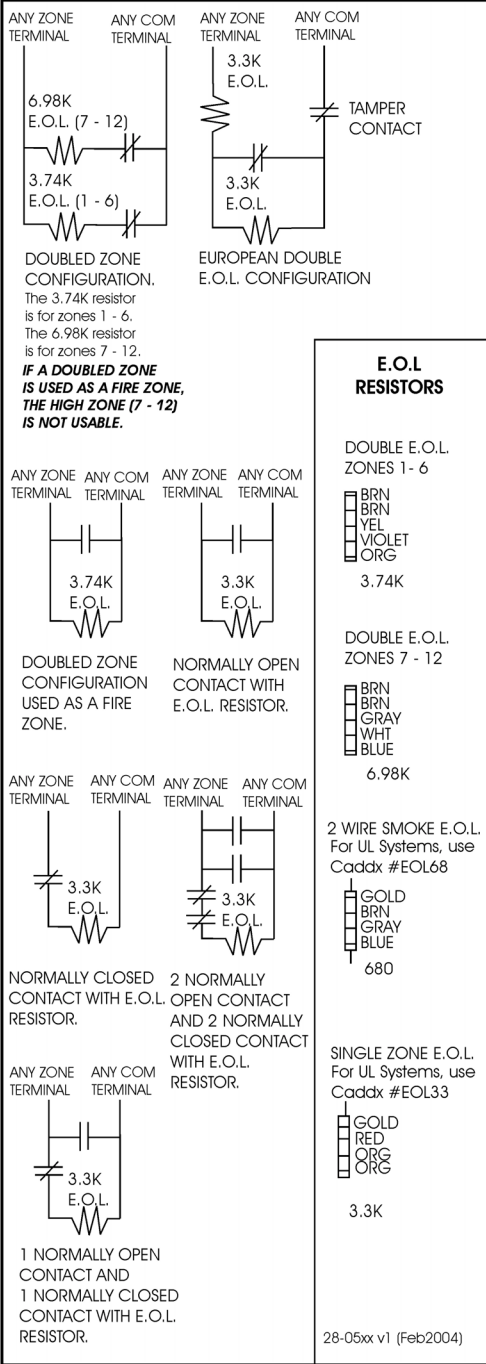 ANY ZONE TERMINAL
ANY COM TERMINAL
6.98K
E.O.L. (7 - 12)
3.74K
E.O.L. (1 - 6)
DOUBLED ZONE
CONFIGURATION.
The 3.74K resistor
is for zones 1 - 6.
The 6.98K resistor
is for zones 7 - 12.
IF A DOUBLED ZONE
IS USED AS A FIRE ZONE,
THE HIGH ZONE (7 - 12)
IS NOT USABLE.
ANY ZONE TERMINAL
ANY COM TERMINAL
3.3K
E.O.L.
TAMPER
CONTACT
3.3K
E.O.L.
EUROPEAN DOUBLE
E.O.L. CONFIGURATION
ANY ZONE TERMINAL
ANY COM TERMINAL
3.74K
E.O.L.
DOUBLED ZONE
CONFIGURATION
USED AS A FIRE
ZONE.
ANY ZONE TERMINAL
ANY COM TERMINAL
3.3K
E.O.L.
NORMALLY OPEN
CONTACT WITH
E.O.L. RESISTOR.
ANY ZONE TERMINAL
ANY COM TERMINAL
3.3K
E.O.L.
NORMALLY CLOSED
CONTACT WITH E.O.L.
RESISTOR.
ANY ZONE TERMINAL
ANY COM TERMINAL
3.3K
E.O.L.
2 NORMALLY
OPEN CONTACT
AND 2 NORMALLY
CLOSED CONTACT
WITH E.O.L.
RESISTOR.
ANY ZONE TERMINAL
ANY COM TERMINAL
3.3K
E.O.L.
1 NORMALLY OPEN
CONTACT AND
1 NORMALLY CLOSED
CONTACT WITH E.O.L.
RESISTOR.
E.O.L
RESISTORS
DOUBLE E.O.L.
ZONES 1- 6
BRN
BRN
YEL
VIOLET
ORG
3.74K
DOUBLE E.O.L.
ZONES 7 - 12
BRN
BRN
GRAY
WHT
BLUE
6.98K
2 WIRE SMOKE E.O.L.
For UL Systems, use
Caddx #EOL68
GOLD
BRN
GRAY
BLUE
680
SINGLE ZONE E.O.L.
For UL Systems, use
Caddx #EOL33
GOLD
RED
ORG
ORG
3.3K
28-05xx v1 (Feb2004)